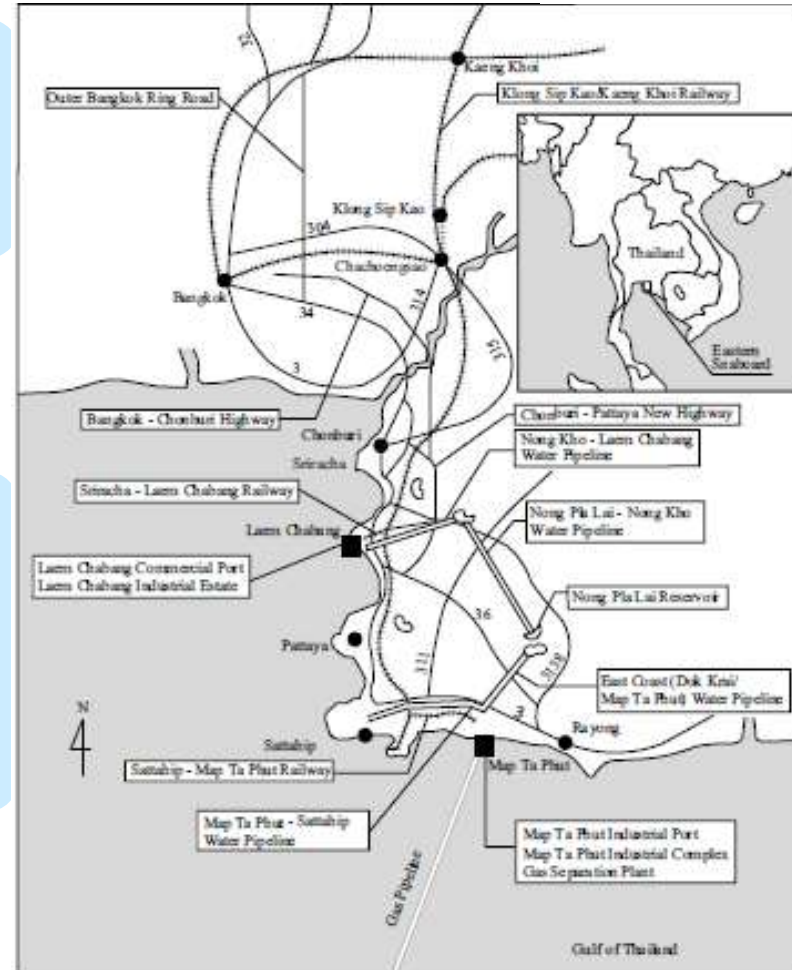 32
Kaeng Khoi
Outer Bangkok Ring Road
Klong Sip Kao/Kaeng Khoi Railway
Klong Sip Kao
304
Chachoengsao
Thailand
Bangkok
34
314
315
3
Eastern
Seaboard
Bangkok - Chonburi Highway
Chonburi - Pattaya New Highway
Chonburi
Nong Kho - Laem Chabang
Water Pipeline
Sriracha
Sriracha - Laem Chabang Railway
Nong Pla Lai - Nong Kho
Water Pipeline
Laem Chabang
Laem Chabang Commercial Port
Laem Chabang Industrial Estate
Nong Pla Lai Reservoir
36
Pattaya
331
3138
East Coast (Dok Krai/
Map Ta Phut) Water Pipeline
N
3
Rayong
Sattahip
Map Ta Phut
Sattahip - Map Ta Phut Railway
Map Ta Phut - Sattahip
Water Pipeline
Map Ta Phut Industrial Port
Map Ta Phut Industrial Complex
Gas Separation Plant
Gas Pipeline
Gulf of Thailand